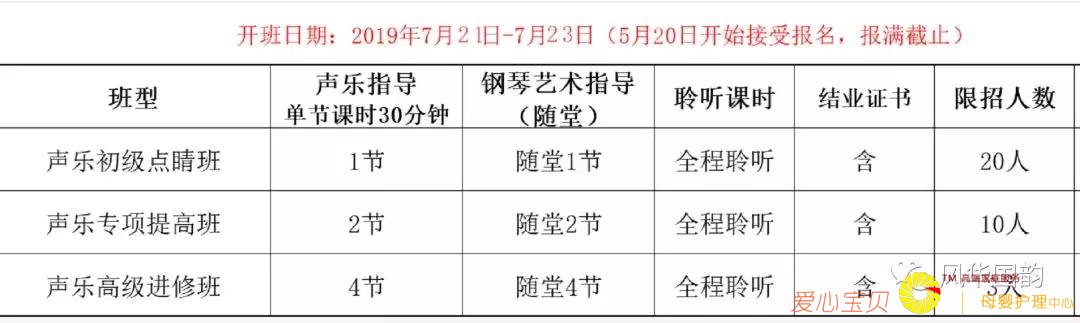 开班日期：2019年7月21日-7月23日（5月20日开始接受报名，报满截止）
班型 声乐指导 单节课时30分钟 钢琴艺术指导（随堂） 聆听课时 结业证书 限招人数
声乐初级点睛班 1节 随堂1节 全程聆听 含 20人
声乐专项提高班 2节 随堂2节 全程聆听 含 10人
声乐高级进修班 4节 随堂4节 全程聆听 含 3人
风华国韵
TM 高端家庭服务
爱心宝贝 母婴护理中心